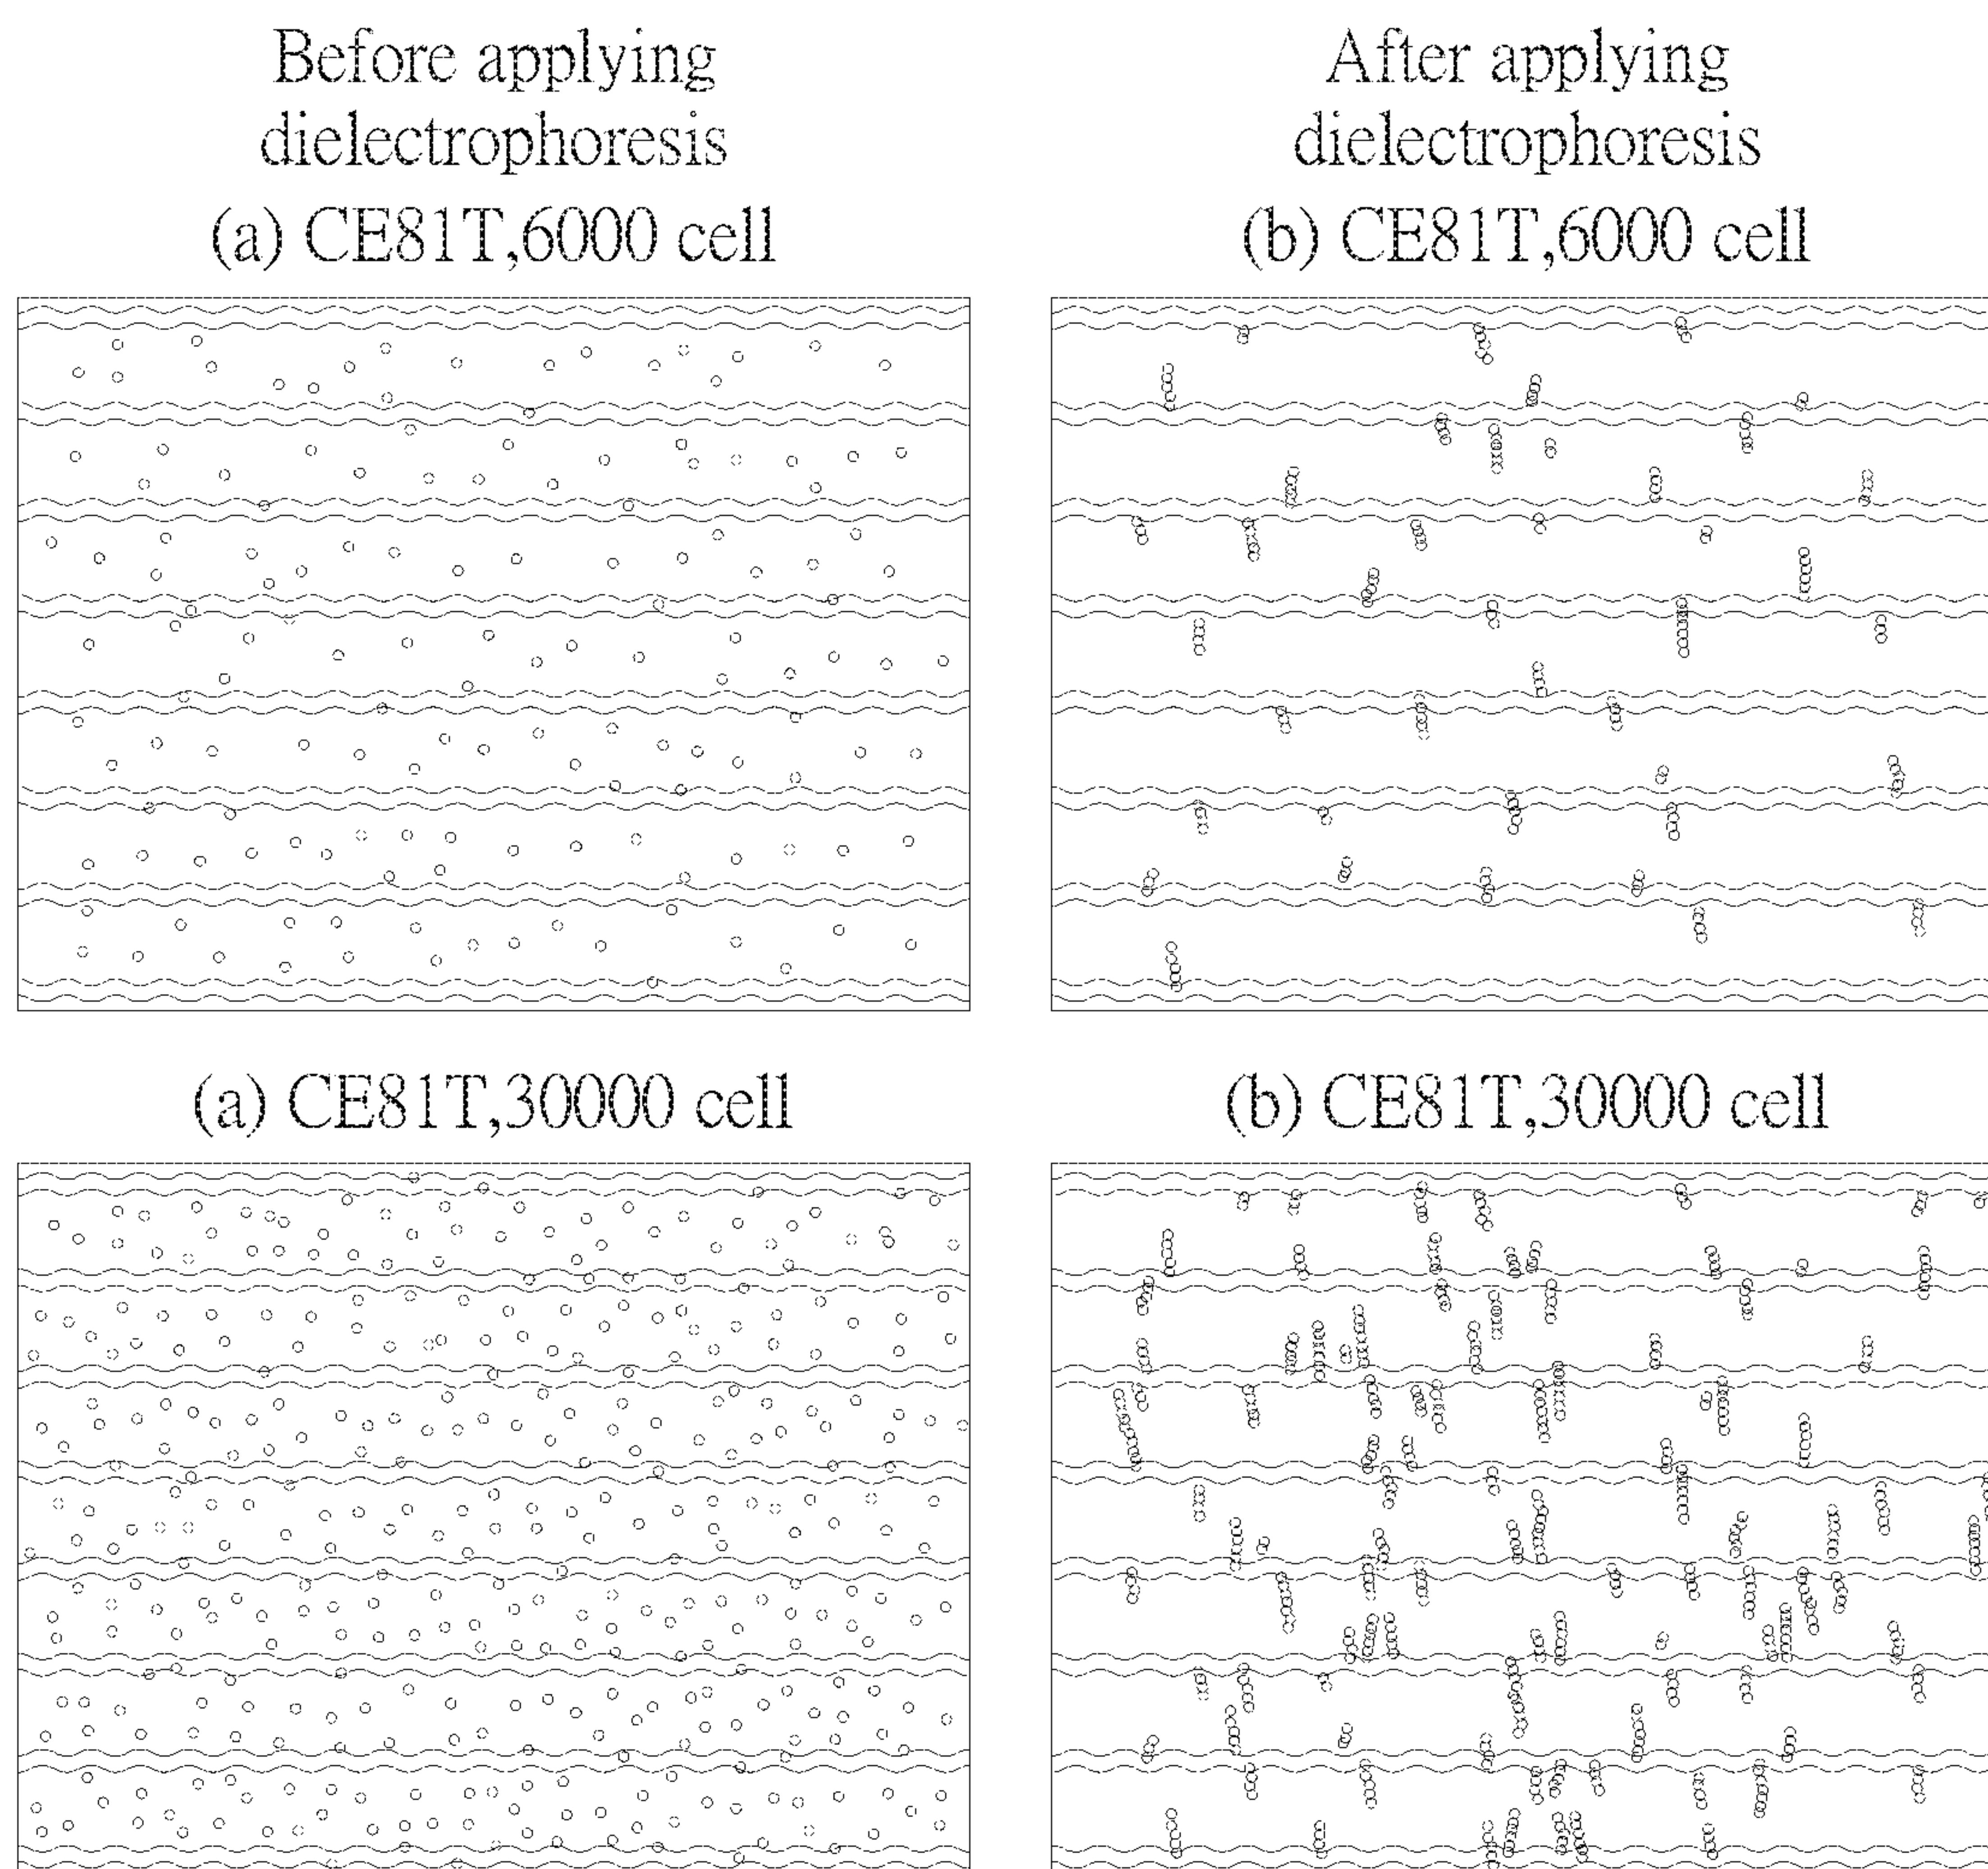 Before applying
dielectrophoresis
(a) CE81T,6000 cell
After applying
dielectrophoresis
(b) CE81T,6000 cell
(a) CE81T,30000 cell
(b) CE81T,30000 cell